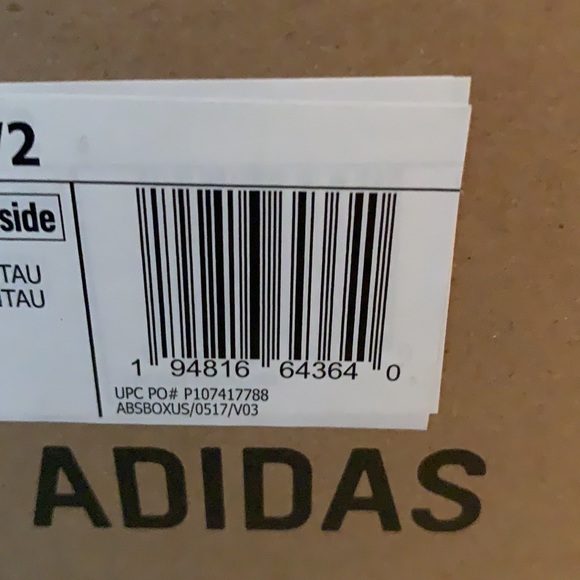 /2
side
TAU
TAU
1 94816 64364 0
UPC PO# P107417788
ABSBOXUS/0517/V03
ADIDAS